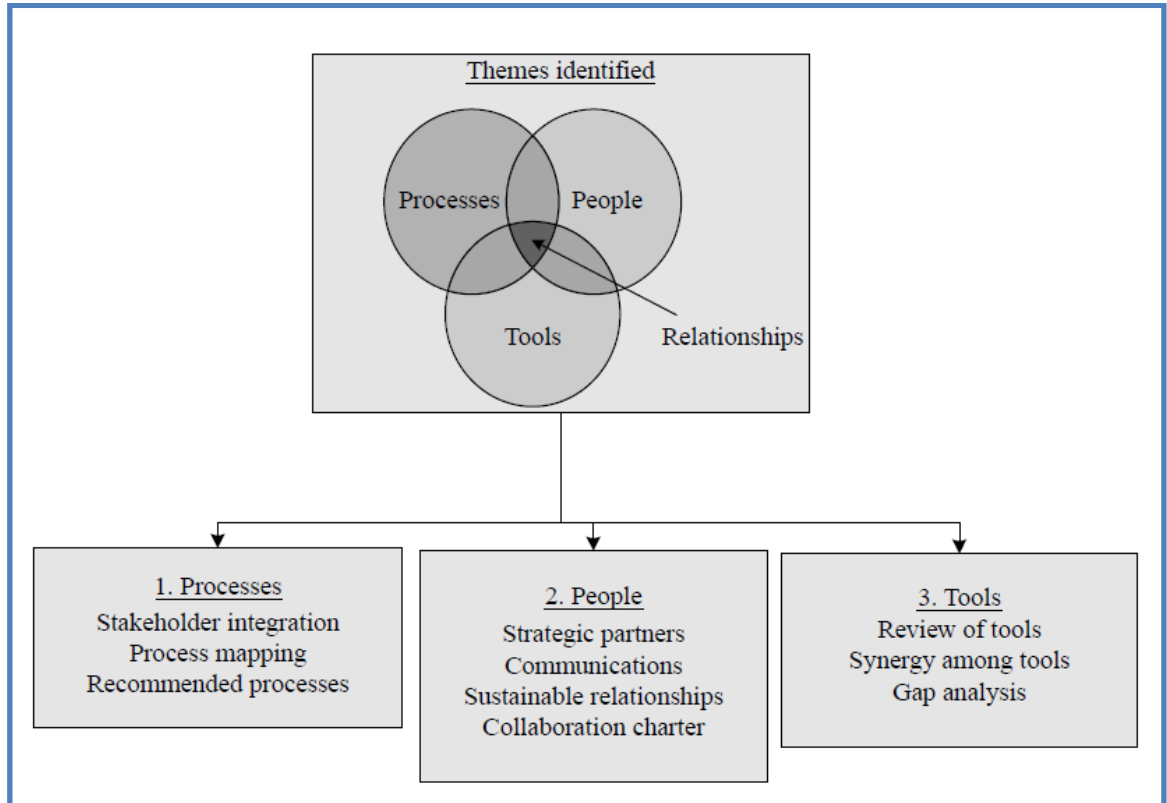 Themes identified
Processes
People
Tools
Relationships
1. Processes
Stakeholder integration
Process mapping
Recommended processes
2. People
Strategic partners
Communications
Sustainable relationships
Collaboration charter
3. Tools
Review of tools
Synergy among tools
Gap analysis